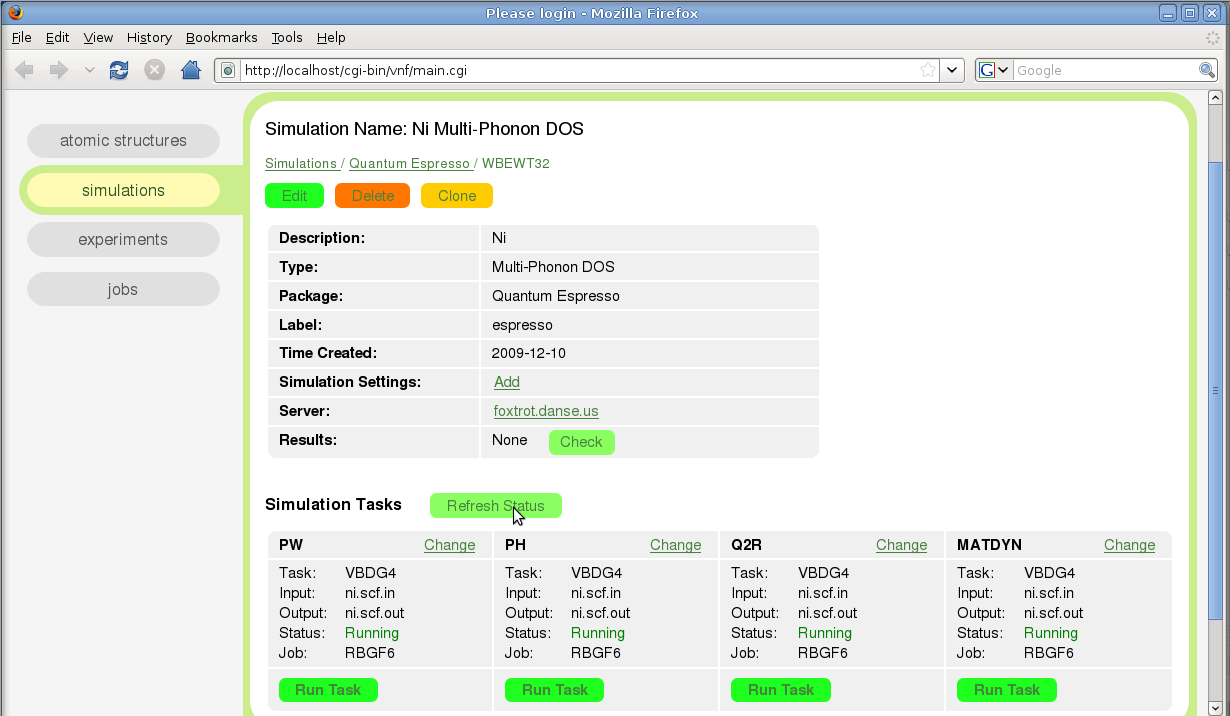 Please login - Mozilla Firefox
File Edit View History Bookmarks Tools Help
http://localhost/cgi-bin/vnf/main.cgi
G Google
atomic structures
simulations
experiments
jobs
Simulation Name: Ni Multi-Phonon DOS
Simulations / Quantum Espresso / WBEWT32
Edit Delete Clone
Description: Ni
Type: Multi-Phonon DOS
Package: Quantum Espresso
Label: espresso
Time Created: 2009-12-10
Simulation Settings: Add
Server: foxtrot.danse.us
Results: None Check
Simulation Tasks Refresh Status
PW Change PH Change Q2R Change MATDYN Change
Task: VBDG4 Task: VBDG4 Task: VBDG4 Task: VBDG4
Input: ni.scf.in Input: ni.scf.in Input: ni.scf.in Input: ni.scf.in
Output: ni.scf.out Output: ni.scf.out Output: ni.scf.out Output: ni.scf.out
Status: Running Status: Running Status: Running Status: Running
Job: RBGF6 Job: RBGF6 Job: RBGF6 Job: RBGF6
Run Task Run Task Run Task Run Task